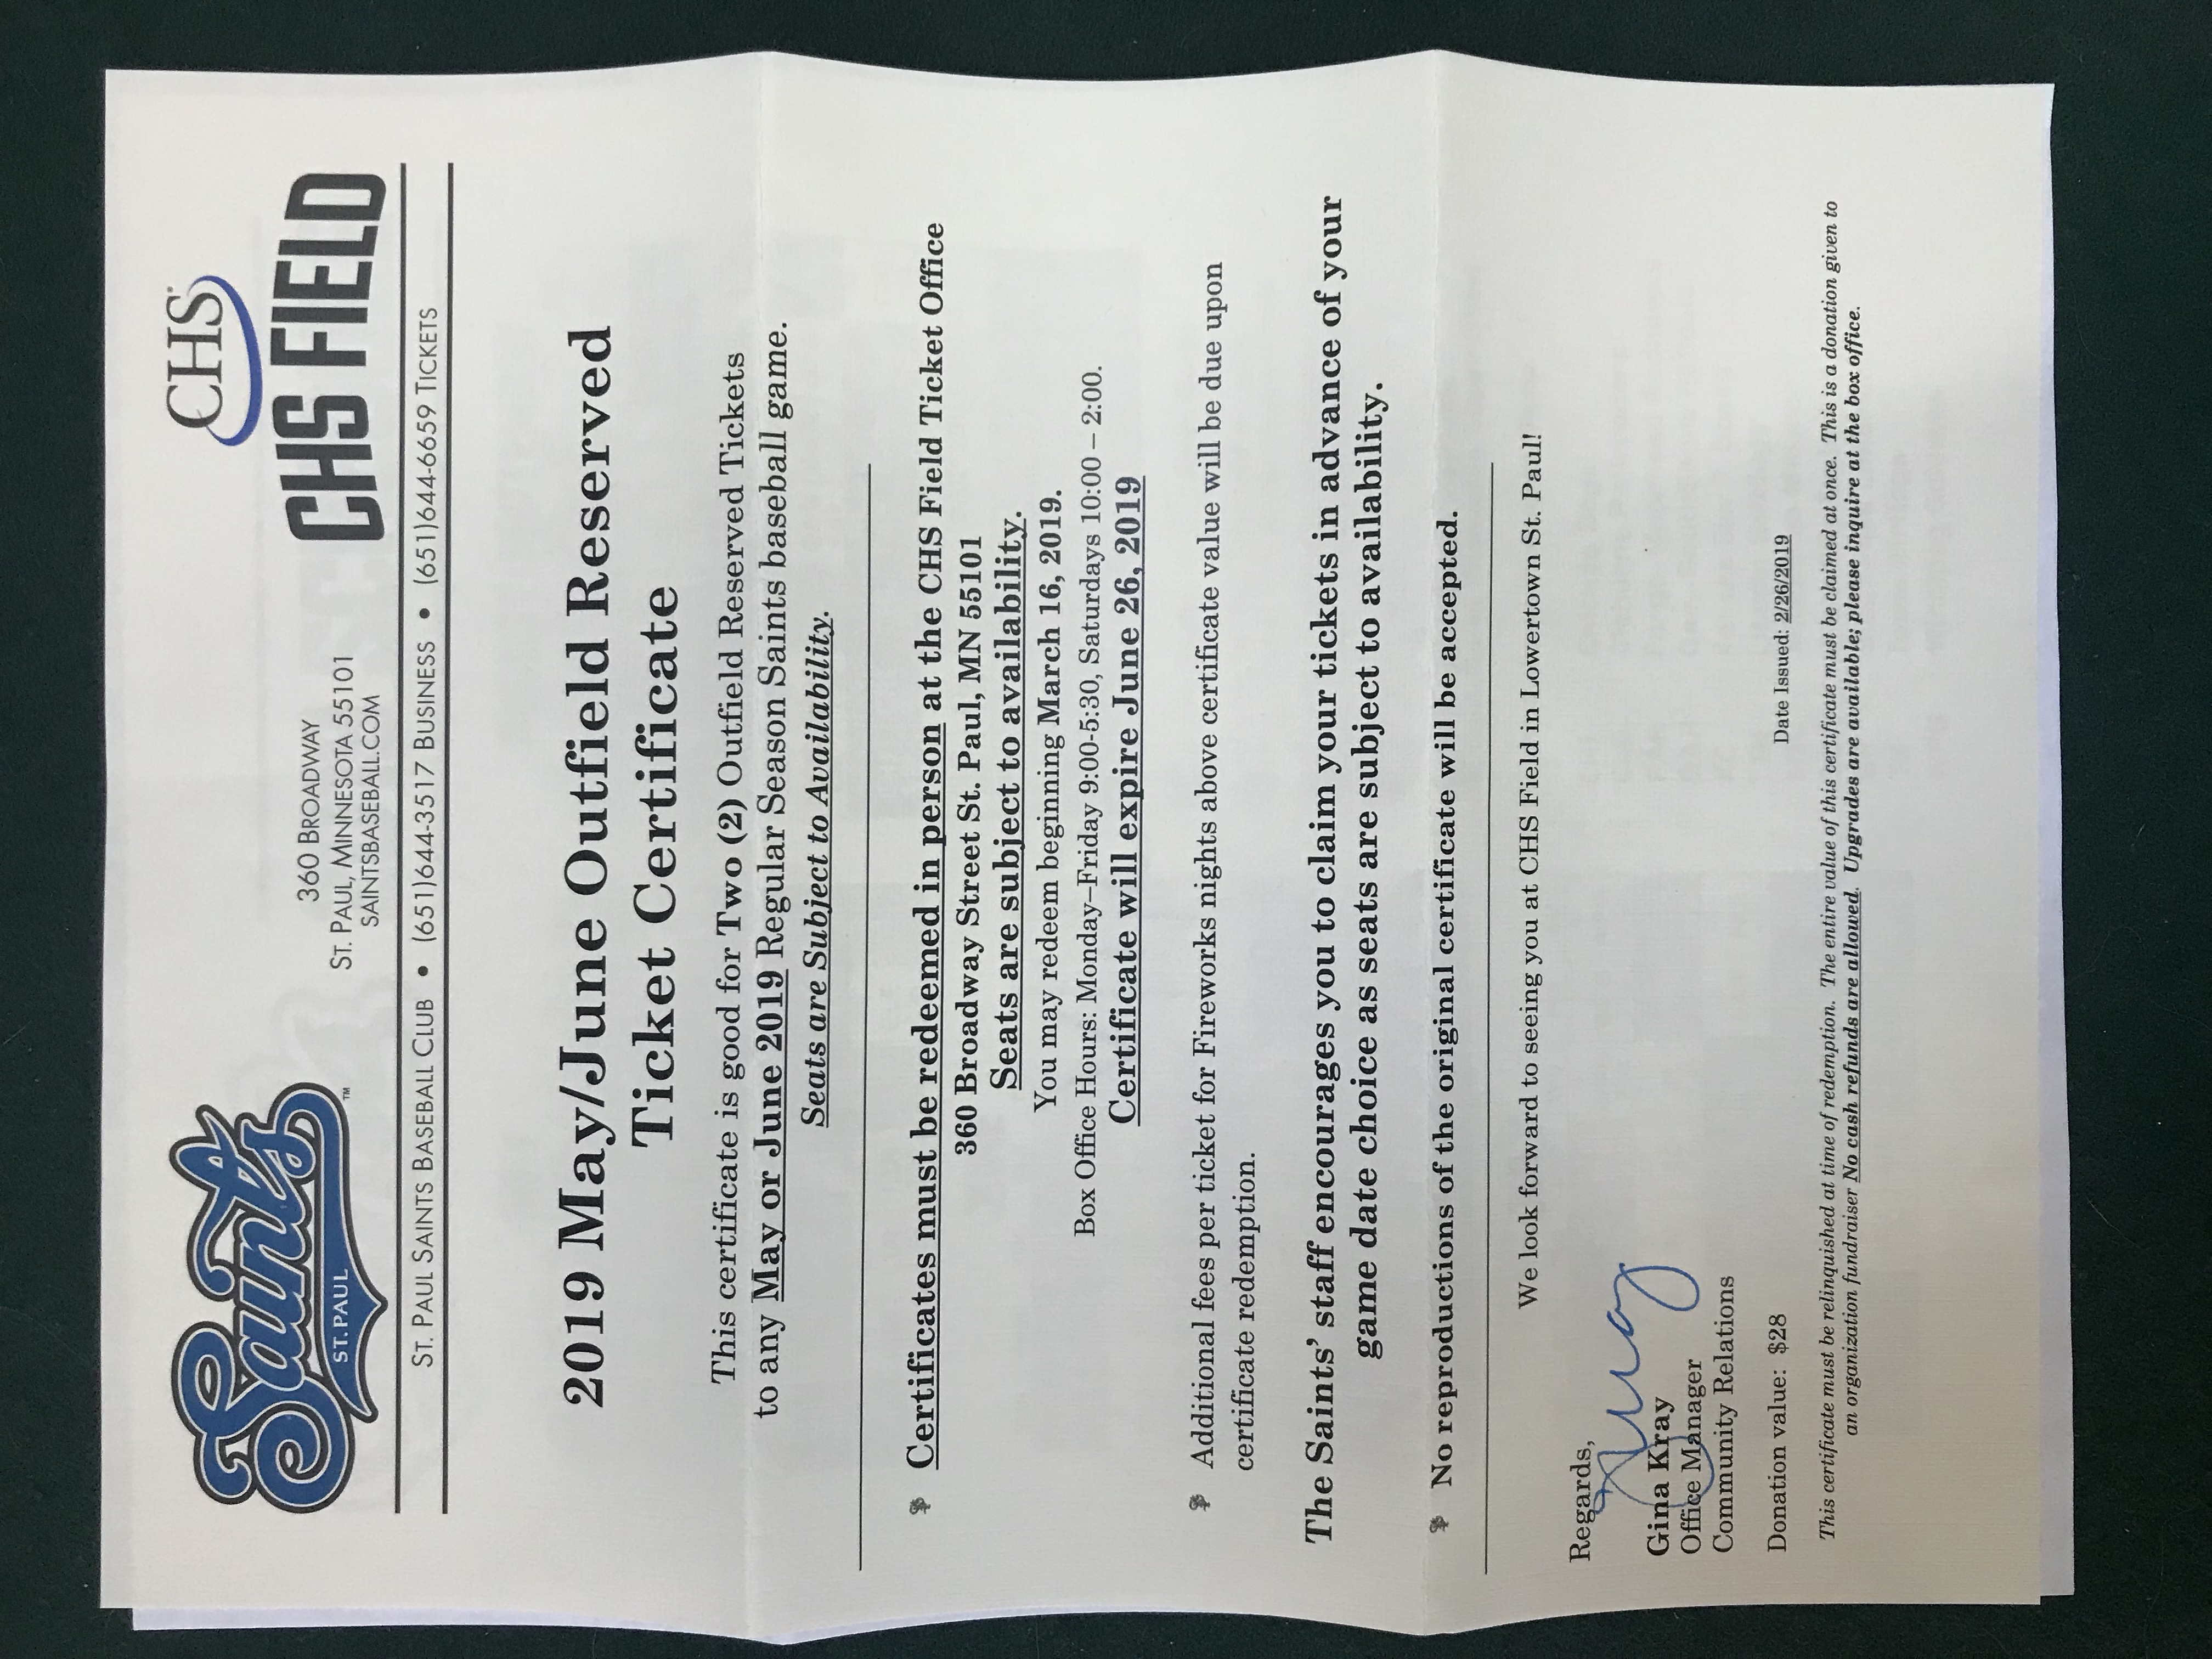 Saints
ST. PAUL
™
360 BROADWAY
ST. PAUL, MINNESOTA 55101
SAINTSBASEBALL.COM
CHS®
CHS FIELD
ST. PAUL SAINTS BASEBALL CLUB • (651)644-3517 BUSINESS • (651)644-6659 TICKETS
2019 May/June Outfield Reserved
Ticket Certificate
This certificate is good for Two (2) Outfield Reserved Tickets
to any May or June 2019 Regular Season Saints baseball game.
Seats are Subject to Availability.
Certificates must be redeemed in person at the CHS Field Ticket Office
360 Broadway Street St. Paul, MN 55101
Seats are subject to availability.
You may redeem beginning March 16, 2019.
Box Office Hours: Monday–Friday 9:00-5:30, Saturdays 10:00 – 2:00.
Certificate will expire June 26, 2019
Additional fees per ticket for Fireworks nights above certificate value will be due upon
certificate redemption.
The Saints' staff encourages you to claim your tickets in advance of your
game date choice as seats are subject to availability.
No reproductions of the original certificate will be accepted.
We look forward to seeing you at CHS Field in Lowertown St. Paul!
Regards,
Gina Kray
Office Manager
Community Relations
Donation value: $28
Date Issued: 2/26/2019
This certificate must be relinquished at time of redemption. The entire value of this certificate must be claimed at once. This is a donation given to
an organization fundraiser No cash refunds are allowed. Upgrades are available; please inquire at the box office.